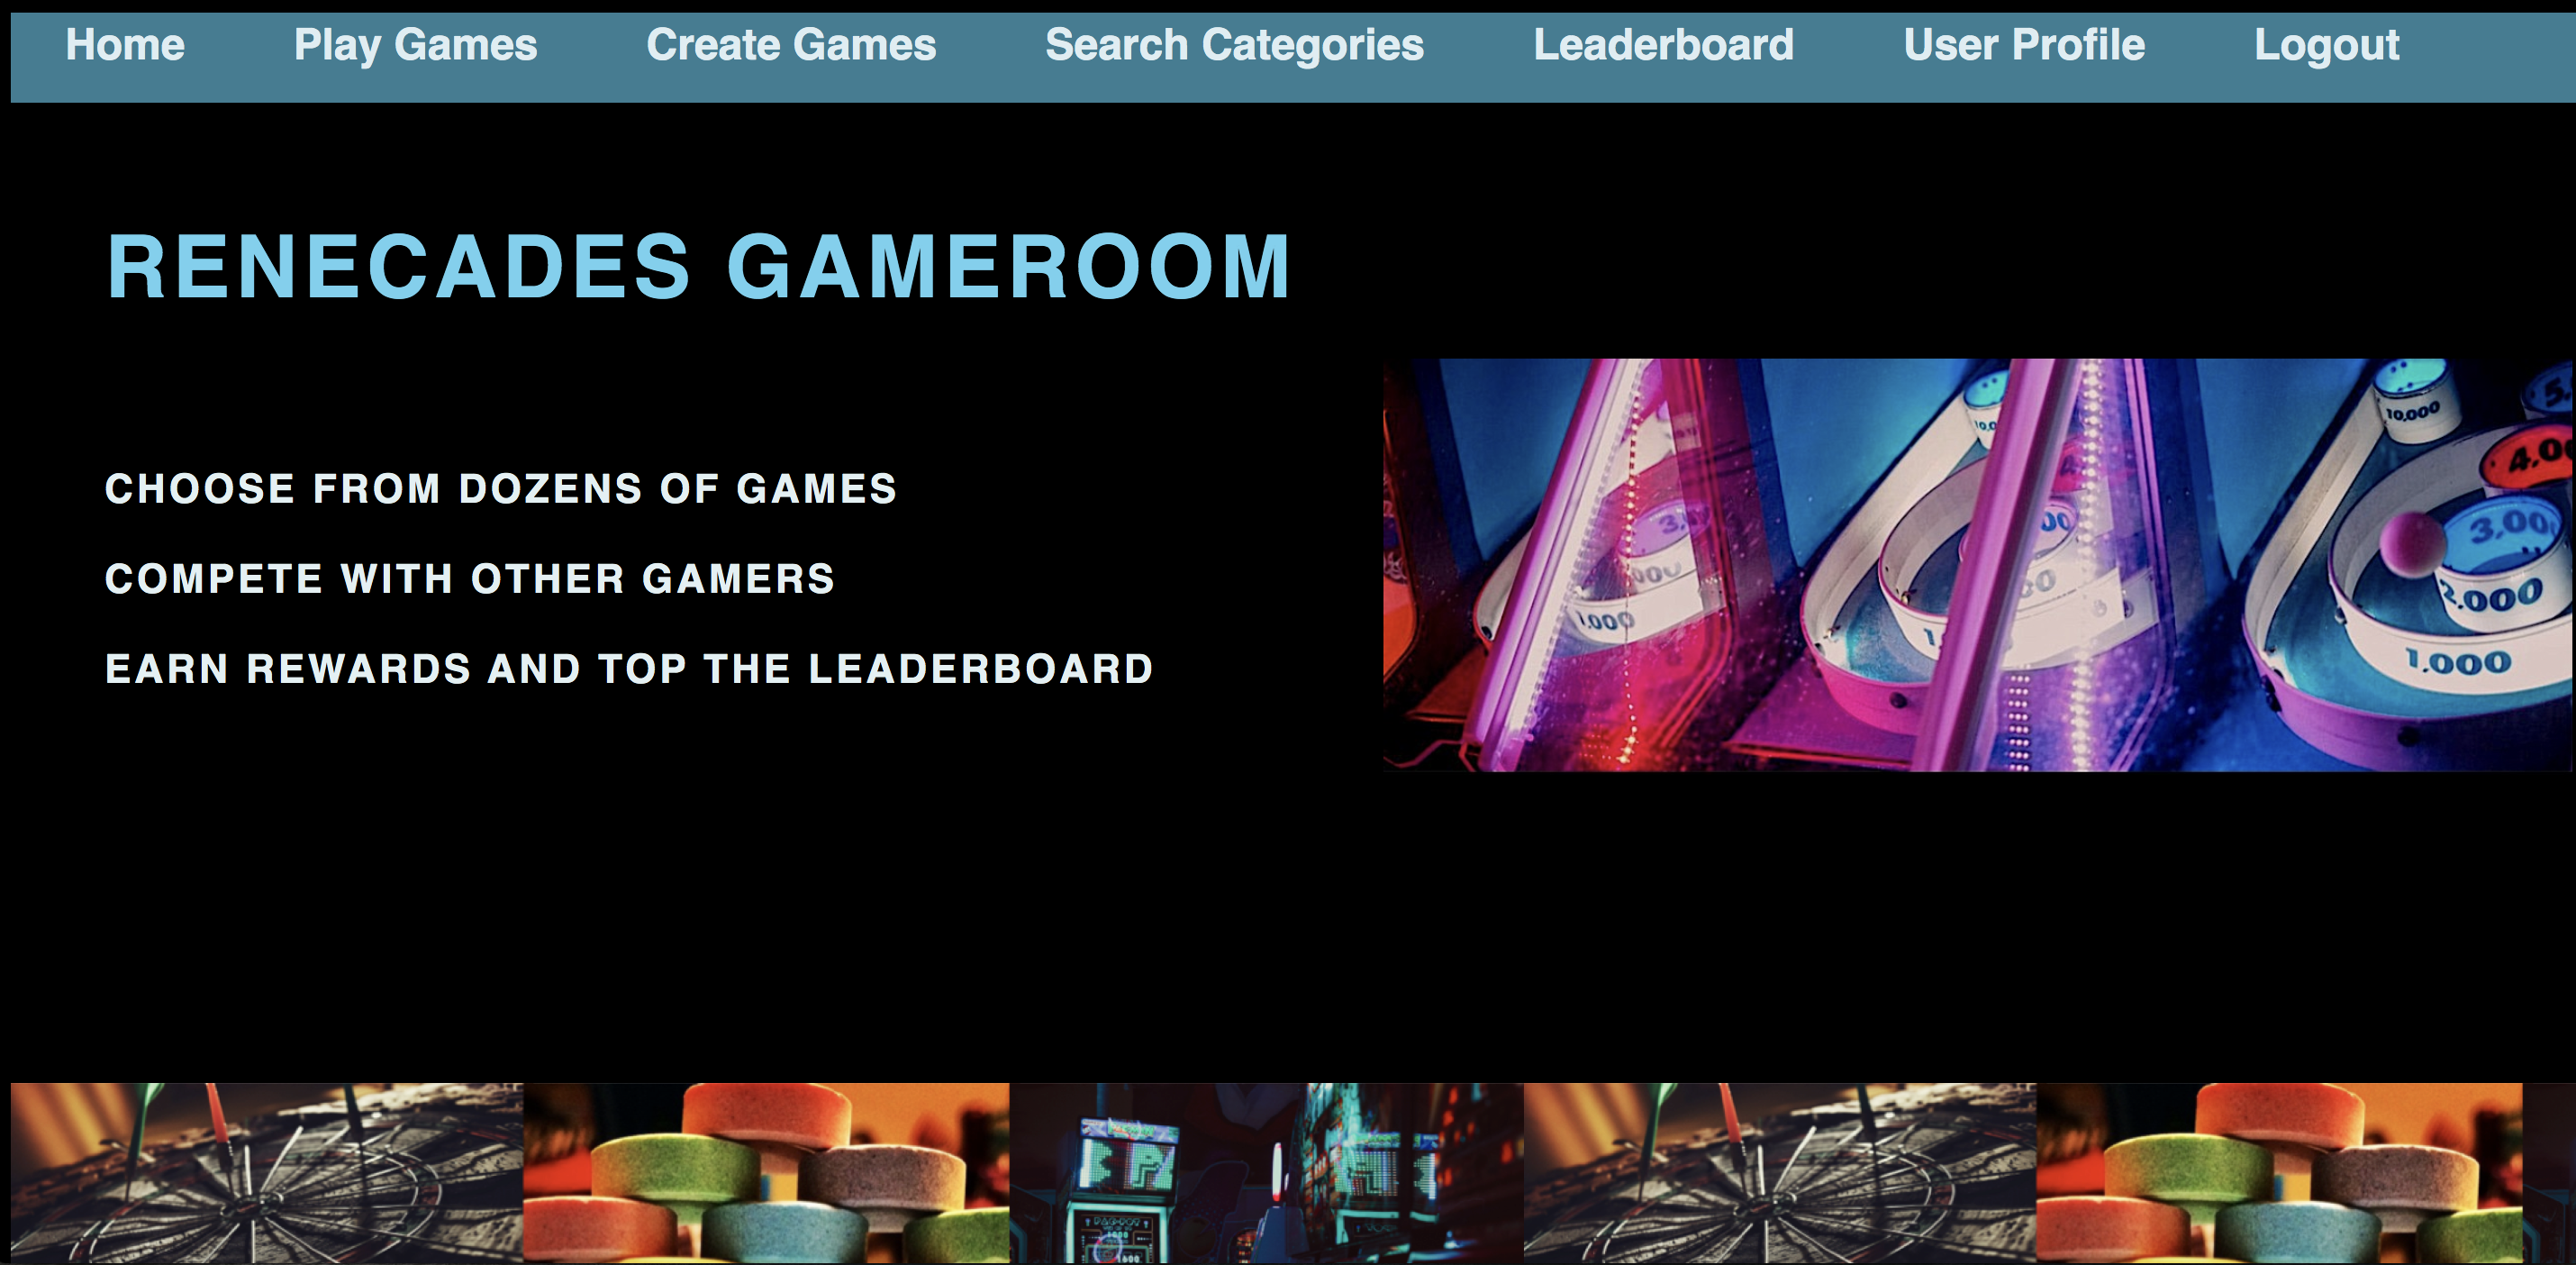 Home Play Games Create Games Search Categories Leaderboard User Profile Logout
RENECADES GAMEROOM
CHOOSE FROM DOZENS OF GAMES
COMPETE WITH OTHER GAMERS
EARN REWARDS AND TOP THE LEADERBOARD
10,000
3,00
2.000
1.000
1.000